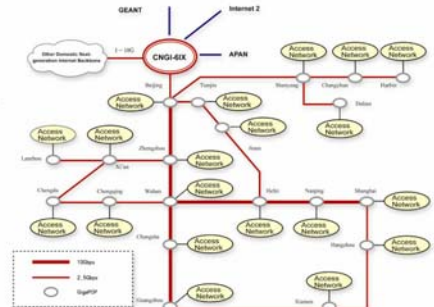 GEANT
Internet 2
Other Domestic Next-
generation Internet Backbone
1 ~ 10G
CNGI-6IX
APAN
Beijing
Tianjin
Access
Network
Access
Network
Access
Network
Shenyang
Changchun
Harbin
Access
Network
Access
Network
Dalian
Access
Network
Access
Network
Jinan
Zhengzhou
Access
Network
Access
Network
Access
Network
Lanzhou
Xi'an
Access
Network
Chengdu
Chongqing
Wuhan
Access
Network
Hefei
Nanjing
Shanghai
Access
Network
Access
Network
Access
Network
Access
Network
Access
Network
Changsha
Access
Network
Hangzhou
Access
Network
10Gbps
2.5Gbps
GigaPOP
Guangzhou
Access
Network
Xiamen
Access
Network